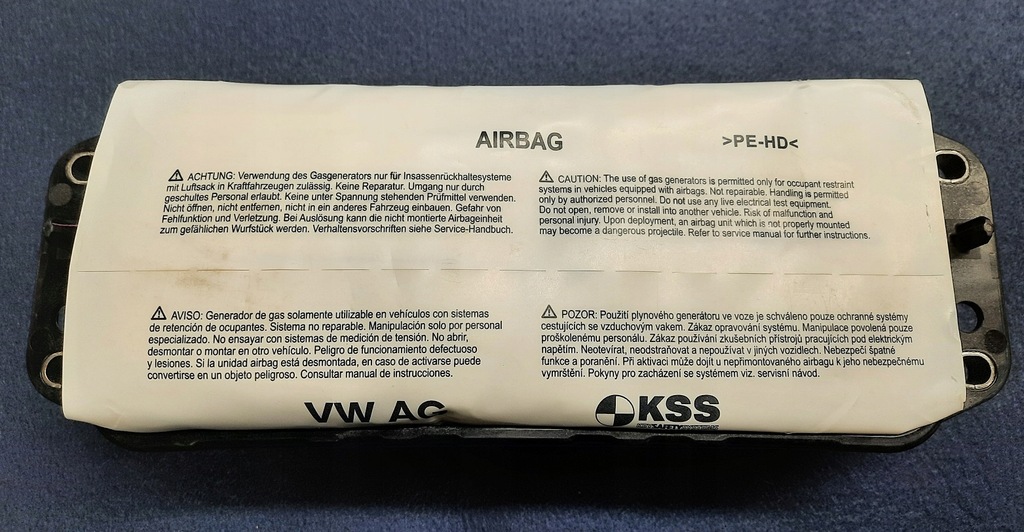 AIRBAG
>PE-HD<
⚠ ACHTUNG: Verwendung des Gasgenerators nur für Insassenrückhaltesysteme
mit Luftsack in Kraftfahrzeugen zulässig. Keine Reparatur. Umgang nur durch
geschultes Personal erlaubt. Keine unter Spannung stehenden Prüfmittel verwenden.
Nicht öffnen, nicht entfernen, nicht in ein anderes Fahrzeug einbauen. Gefahr von
Fehlfunktion und Verletzung. Bei Auslösung kann die nicht montierte Airbageinheit
zum gefählichen Wurfstück werden. Verhaltensvorschriften siehe Service-Handbuch.
⚠ CAUTION: The use of gas generators is permitted only for occupant restraint
systems in vehicles equipped with airbags. Not repairable. Handling is permitted
only by authorized personnel. Do not use any live electrical test equipment.
Do not open, remove or install into another vehicle. Risk of malfunction and
personal injury. Upon deployment, an airbag unit which is not properly mounted
may become a dangerous projectile. Refer to service manual for further instructions.
⚠ AVISO: Generador de gas solamente utilizable en vehículos con sistemas
de retención de ocupantes. Sistema no reparable. Manipulación solo por personal
especializado. No ensayar con sistemas de medición de tensión. No abrir,
desmontar o montar en otro vehículo. Peligro de funcionamiento defectuoso
y lesiones. Si la unidad airbag está desmontada, en caso de activarse puede
convertirse en un objeto peligroso. Consultar manual de instrucciones.
⚠ POZOR: Použití plynového generátoru ve voze je schváleno pouze ochranné systémy
cestujících se vzduchovým vakem. Zákaz opravování systému. Manipulace povolená pouze
proškolenému personálu. Zákaz používání zkušebních přístrojů pracujících pod elektrickým
napětím. Neotevírat, neodstraňovat a nepoužívat v jiných vozidlech. Nebezpečí špatné
funkce a poranění. Při aktivaci může dojít u nepřimontovaného airbagu k jeho nebezpečnému
vymrštění. Pokyny pro zacházení se systémem viz. servisní návod.
VW AG
KSS